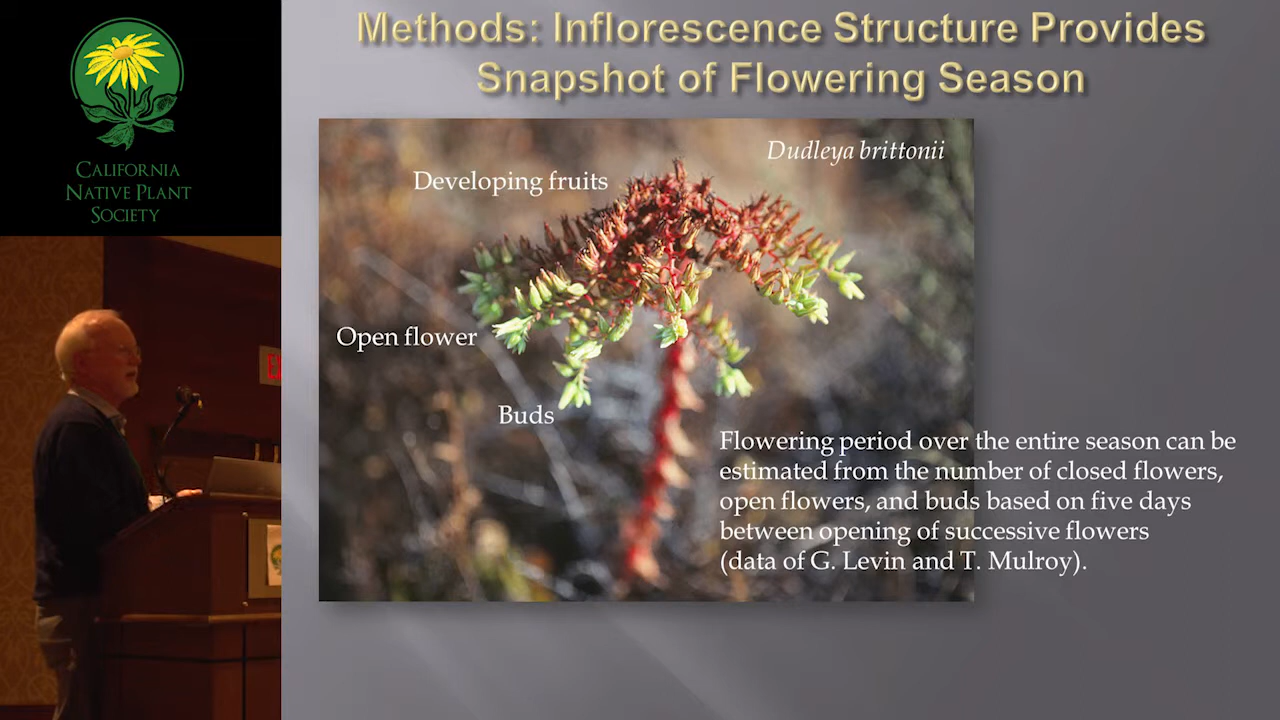 CALIFORNIA
NATIVE PLANT
SOCIETY
Methods: Inflorescence Structure Provides
Snapshot of Flowering Season
Dudleya brittonii
Developing fruits
Open flower
Buds
Flowering period over the entire season can be
estimated from the number of closed flowers,
open flowers, and buds based on five days
between opening of successive flowers
(data of G. Levin and T. Mulroy).